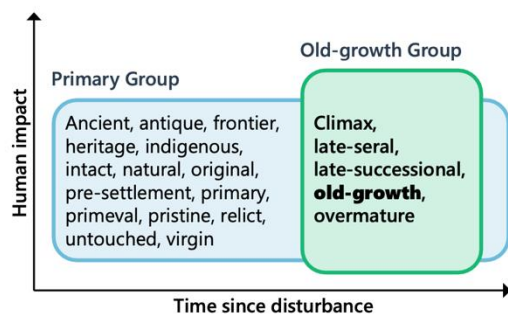 Old-growth Group
Primary Group
Ancient, antique, frontier,
heritage, indigenous,
intact, natural, original,
pre-settlement, primary,
primeval, pristine, relict,
untouched, virgin
Climax,
late-seral,
late-successional,
old-growth,
overmature
Human impact
Time since disturbance